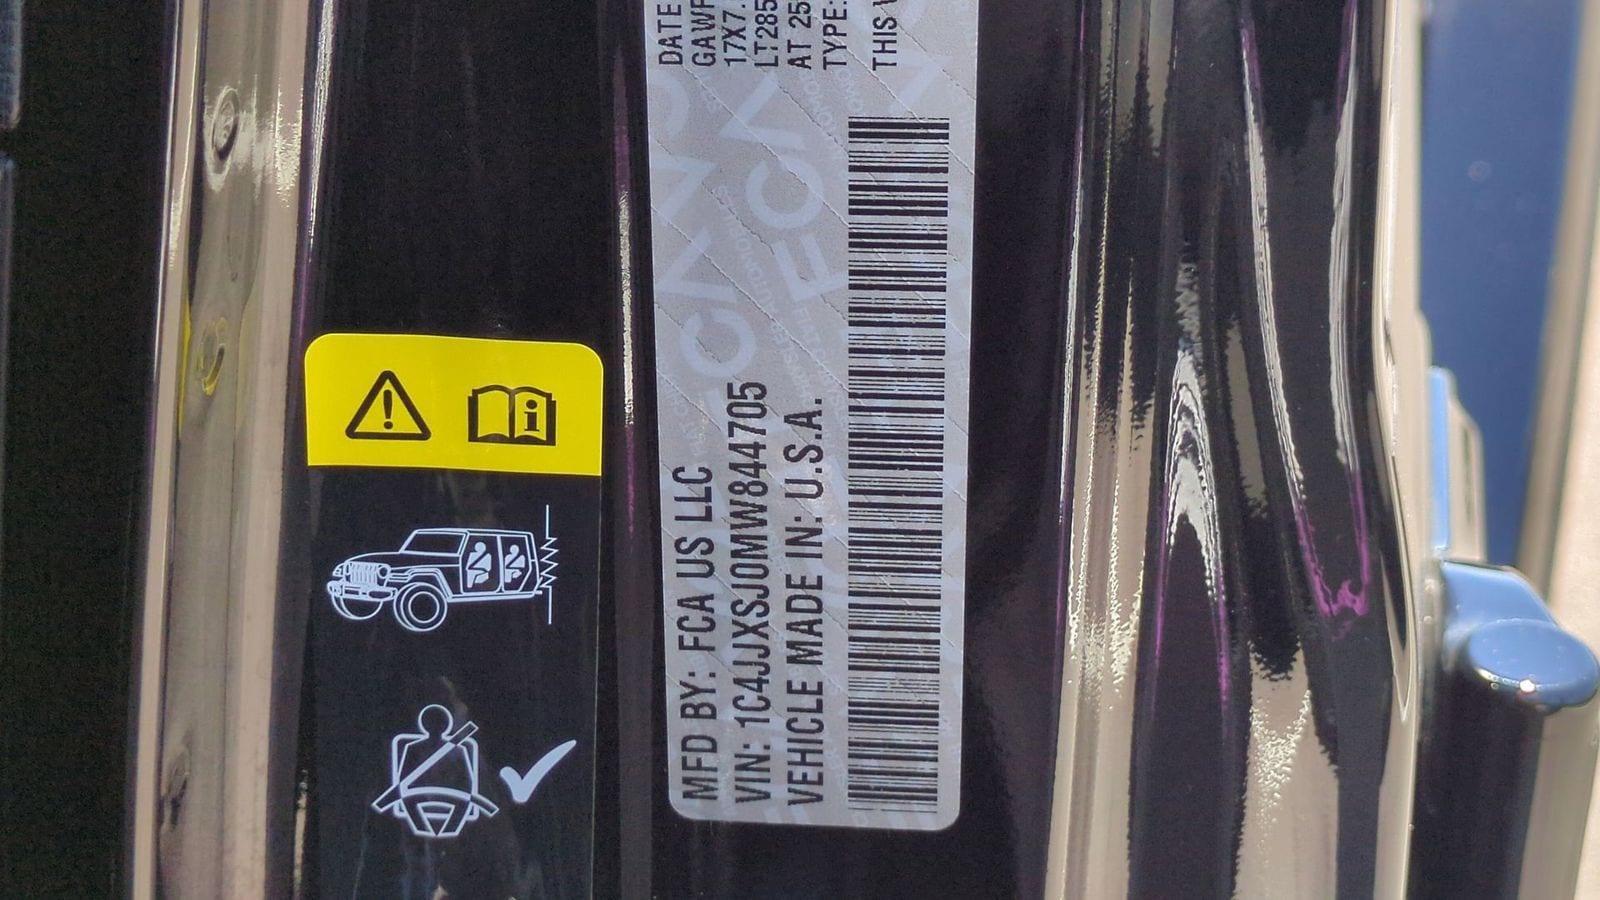 MFD BY: FCA US LLC
VIN: 1C4JJXSJ0MW844705
VEHICLE MADE IN: U.S.A.
DATE
GAWR
17X7.
LT285
AT 25
TYPE:
THIS